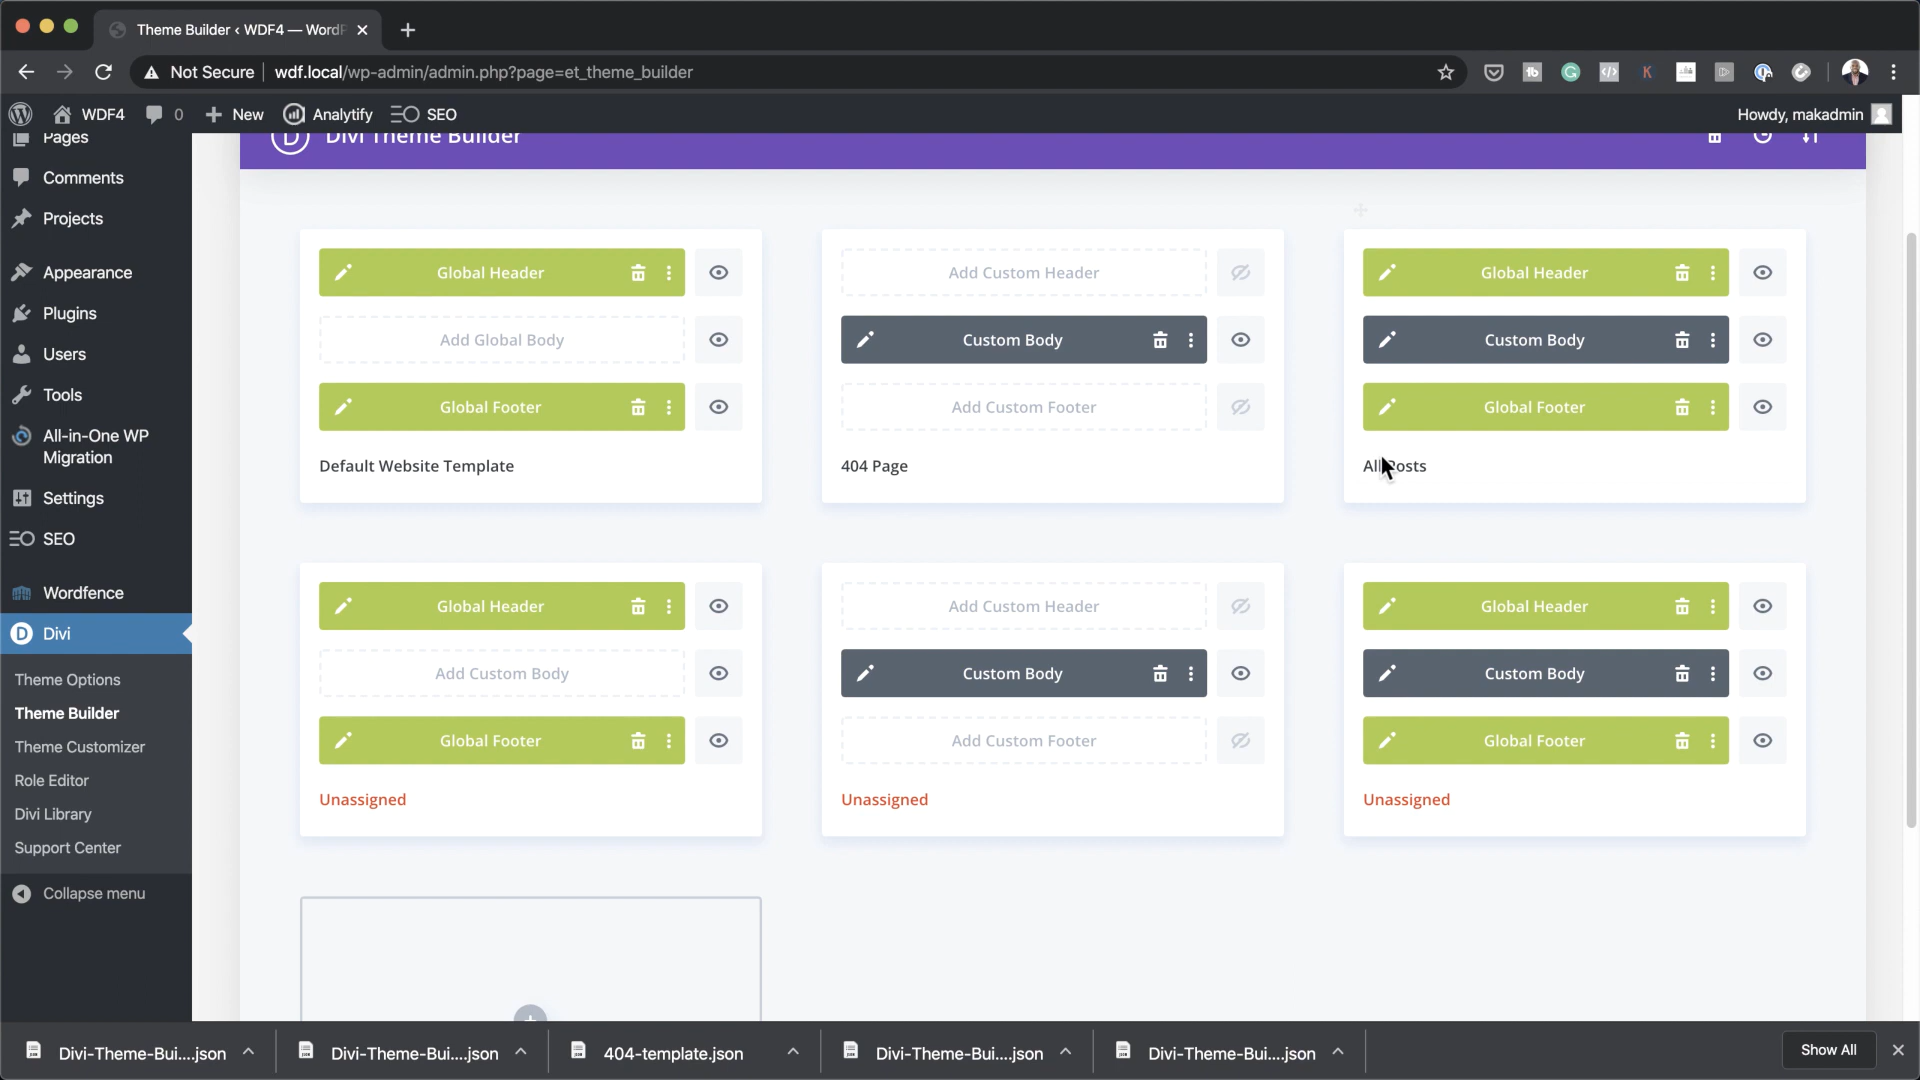 Theme Builder ‹ WDF4 — WordP
Not Secure
wdf.local/wp-admin/admin.php?page=et_theme_builder
WDF4
0
New
Analytify
SEO
Howdy, makadmin
Pages
Comments
Projects
Appearance
Plugins
Users
Tools
All-in-One WP
Migration
Settings
SEO
Wordfence
Divi
Theme Options
Theme Builder
Theme Customizer
Role Editor
Divi Library
Support Center
Collapse menu
Divi Theme Builder
Global Header
Add Global Body
Global Footer
Default Website Template
Add Custom Header
Custom Body
Add Custom Footer
404 Page
Global Header
Custom Body
Global Footer
All Posts
Global Header
Add Custom Body
Global Footer
Unassigned
Add Custom Header
Custom Body
Add Custom Footer
Unassigned
Global Header
Custom Body
Global Footer
Unassigned
Divi-Theme-Bui....json
Divi-Theme-Bui....json
404-template.json
Divi-Theme-Bui....json
Divi-Theme-Bui....json
Show All